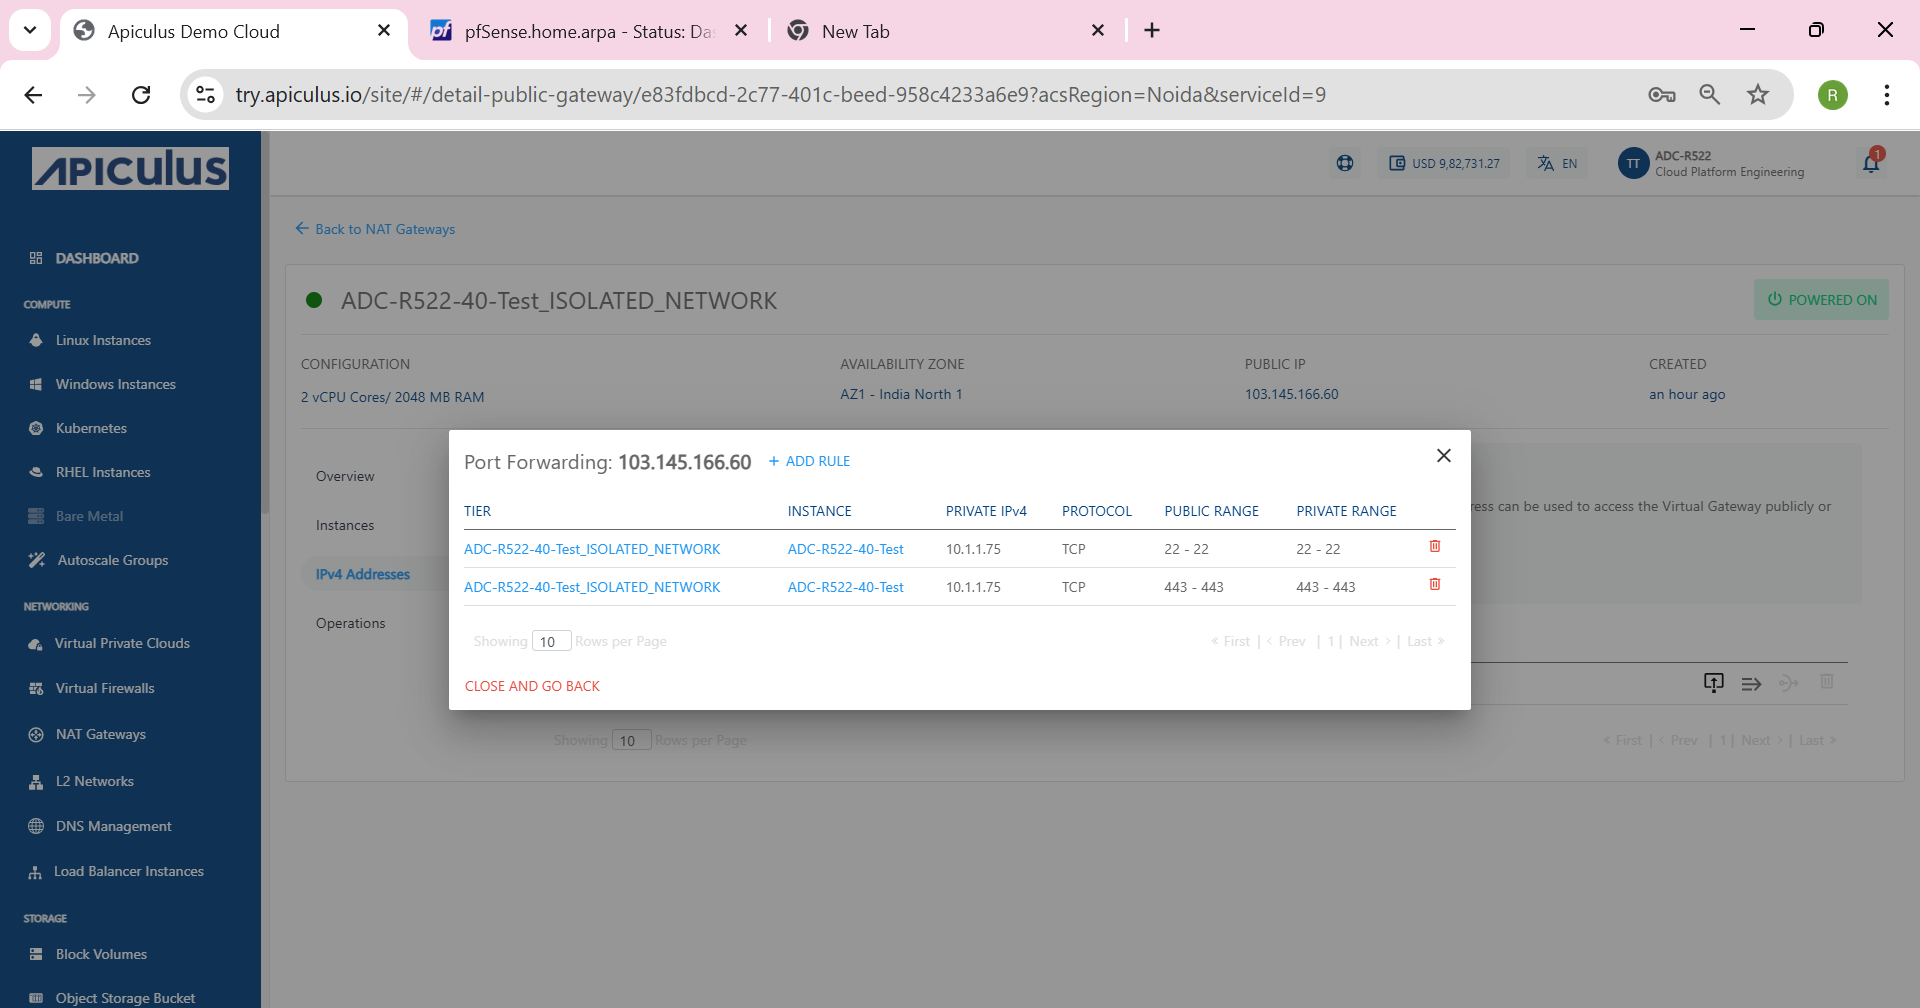 Apiculus Demo Cloud
pfSense.home.arpa - Status: Da
New Tab
try.apiculus.io/site/#/detail-public-gateway/e83fdbcd-2c77-401c-beed-958c4233a6e9?acsRegion=Noida&serviceId=9
R
APICULUS
USD 9,82,731.27
EN
TT
ADC-R522
Cloud Platform Engineering
1
Back to NAT Gateways
DASHBOARD
COMPUTE
Linux Instances
Windows Instances
Kubernetes
RHEL Instances
Bare Metal
Autoscale Groups
NETWORKING
Virtual Private Clouds
Virtual Firewalls
NAT Gateways
L2 Networks
DNS Management
Load Balancer Instances
STORAGE
Block Volumes
Object Storage Bucket
ADC-R522-40-Test_ISOLATED_NETWORK
POWERED ON
CONFIGURATION AVAILABILITY ZONE PUBLIC IP CREATED
2 vCPU Cores/ 2048 MB RAM AZ1 - India North 1 103.145.166.60 an hour ago
Overview
Instances
IPv4 Addresses
Operations
ress can be used to access the Virtual Gateway publicly or
Port Forwarding: 103.145.166.60 + ADD RULE
TIER INSTANCE PRIVATE IPv4 PROTOCOL PUBLIC RANGE PRIVATE RANGE
ADC-R522-40-Test_ISOLATED_NETWORK ADC-R522-40-Test 10.1.1.75 TCP 22 - 22 22 - 22
ADC-R522-40-Test_ISOLATED_NETWORK ADC-R522-40-Test 10.1.1.75 TCP 443 - 443 443 - 443
Showing 10 Rows per Page « First | ‹ Prev | 1 | Next › | Last »
CLOSE AND GO BACK
Showing 10 Rows per Page « First | ‹ Prev | 1 | Next › | Last »